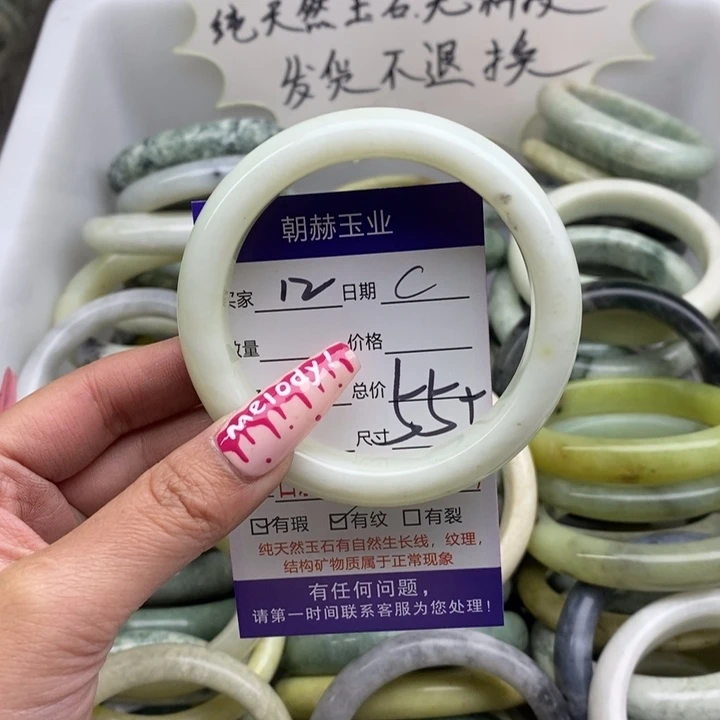 纯天然玉石.无
发货不退换
朝赫玉业
买家 12 日期 C
数量 价格
总价
尺寸 55+
melody!
有瑕 有纹 有裂
纯天然玉石有自然生长线，纹理，
结构矿物质属于正常现象
有任何问题，
请第一时间联系客服为您处理！